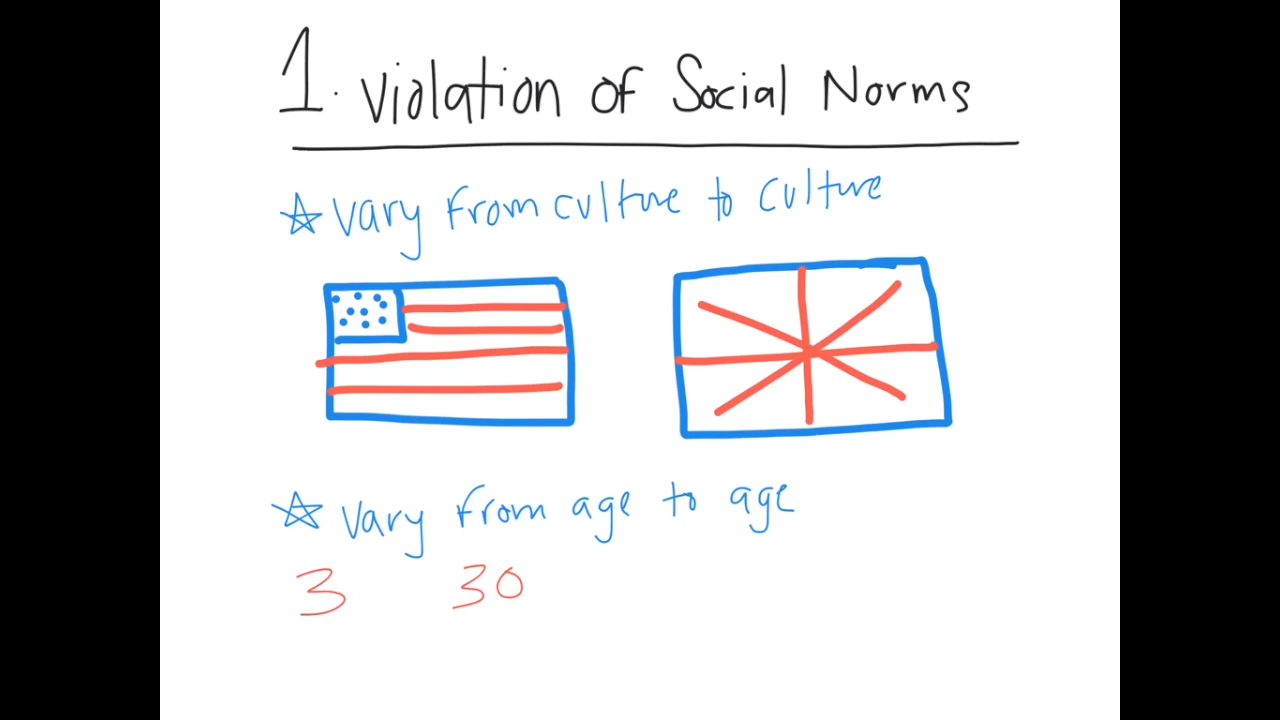 1. Violation of Social Norms
☆ Vary from culture to culture
☆ Vary from age to age
3 30